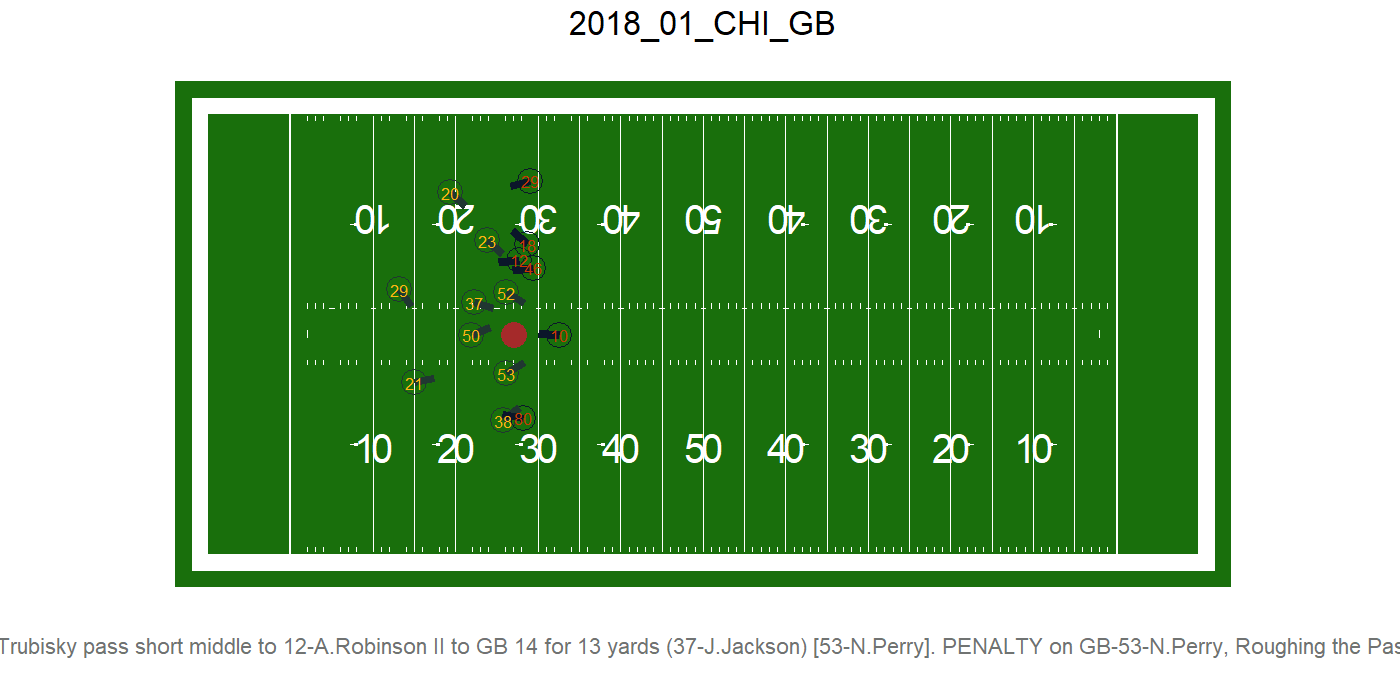 2018_01_CHI_GB
20 29
10 20 30 40 50 40 30 20 10
23 18
12 46
29 52
37
50 10
53
21
38 80
10 20 30 40 50 40 30 20 10
Trubisky pass short middle to 12-A.Robinson II to GB 14 for 13 yards (37-J.Jackson) [53-N.Perry]. PENALTY on GB-53-N.Perry, Roughing the Pas